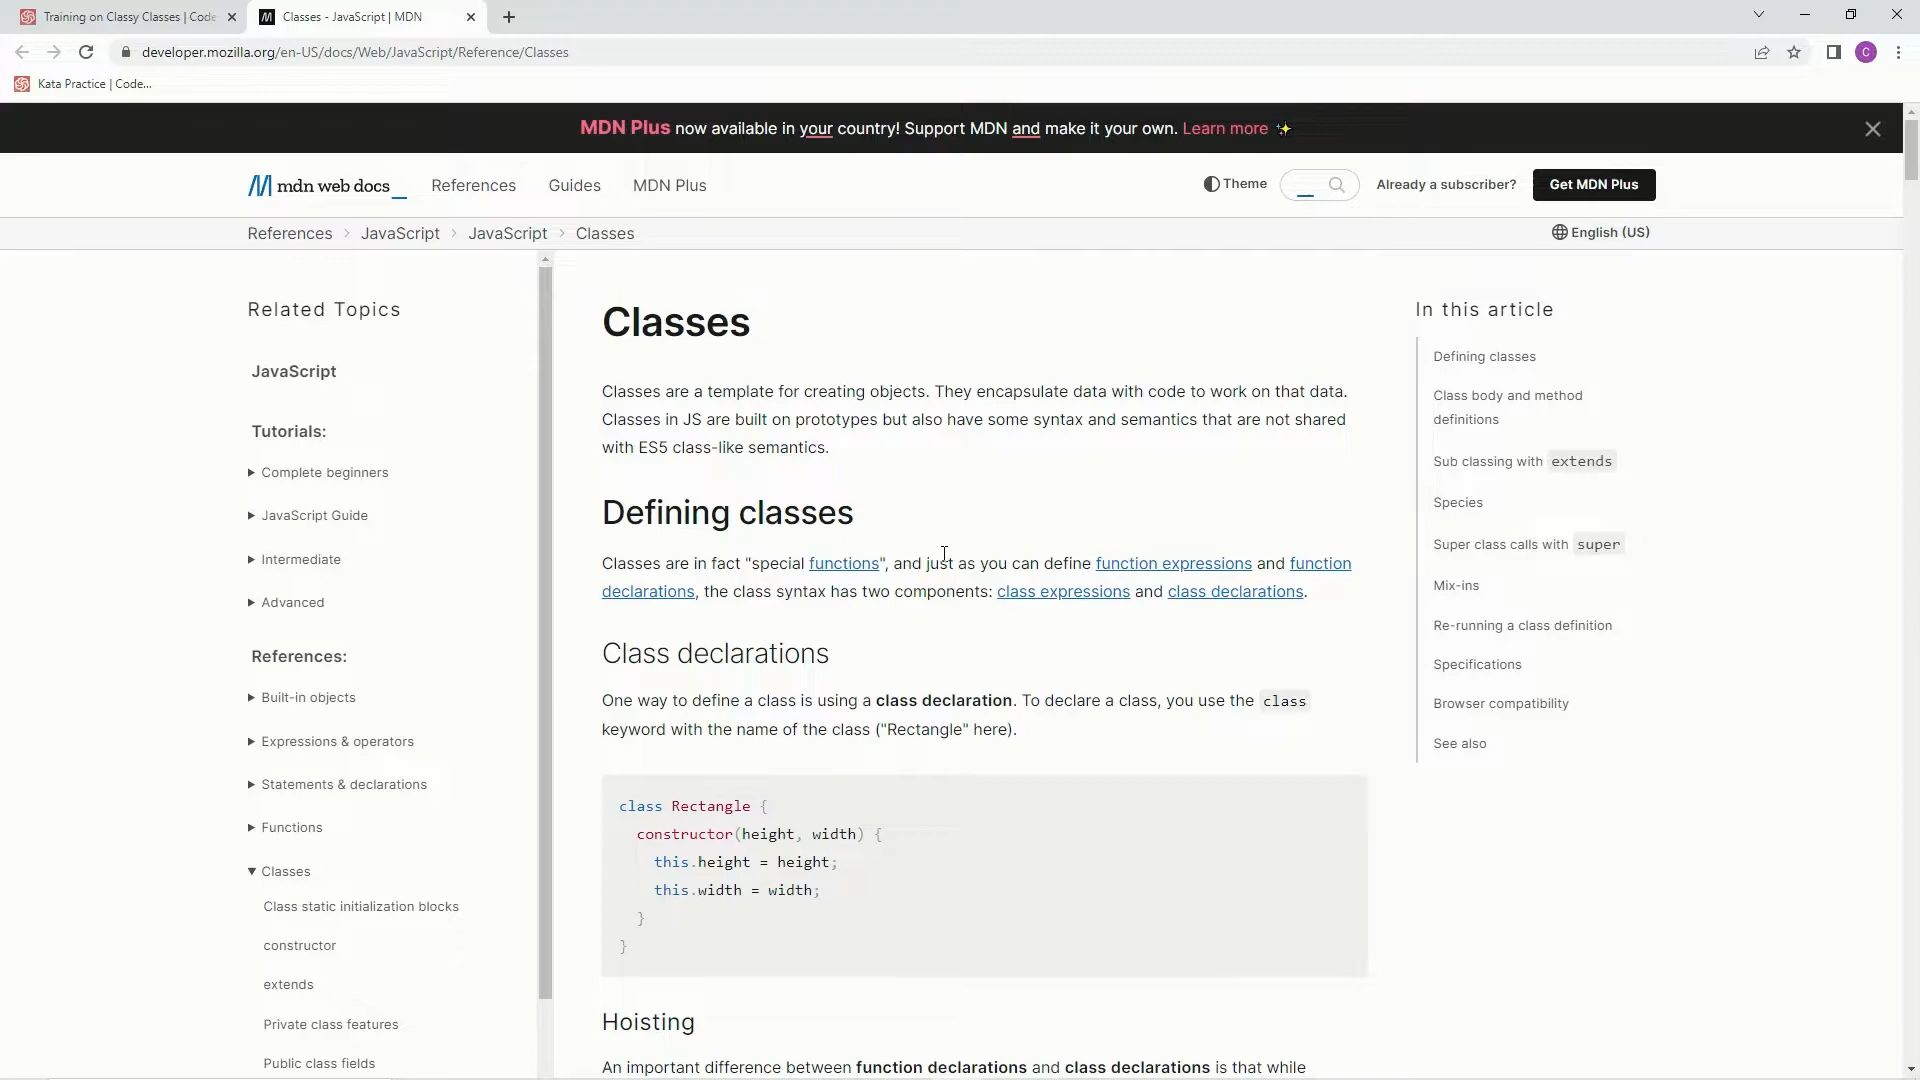 Training on Classy Classes | Code
Classes - JavaScript | MDN
developer.mozilla.org/en-US/docs/Web/JavaScript/Reference/Classes
C
Kata Practice | Code...
MDN Plus now available in your country! Support MDN and make it your own. Learn more ✨
mdn web docs_
References
Guides
MDN Plus
Theme
Already a subscriber?
Get MDN Plus
References > JavaScript > JavaScript > Classes
English (US)
Related Topics
JavaScript
Tutorials:
Complete beginners
JavaScript Guide
Intermediate
Advanced
References:
Built-in objects
Expressions & operators
Statements & declarations
Functions
Classes
Class static initialization blocks
constructor
extends
Private class features
Public class fields
Classes
Classes are a template for creating objects. They encapsulate data with code to work on that data.
Classes in JS are built on prototypes but also have some syntax and semantics that are not shared
with ES5 class-like semantics.
Defining classes
Classes are in fact "special functions", and just as you can define function expressions and function
declarations, the class syntax has two components: class expressions and class declarations.
Class declarations
One way to define a class is using a class declaration. To declare a class, you use the class
keyword with the name of the class ("Rectangle" here).
class Rectangle {
constructor(height, width) {
this.height = height;
this.width = width;
}
}
Hoisting
An important difference between function declarations and class declarations is that while
In this article
Defining classes
Class body and method
definitions
Sub classing with extends
Species
Super class calls with super
Mix-ins
Re-running a class definition
Specifications
Browser compatibility
See also